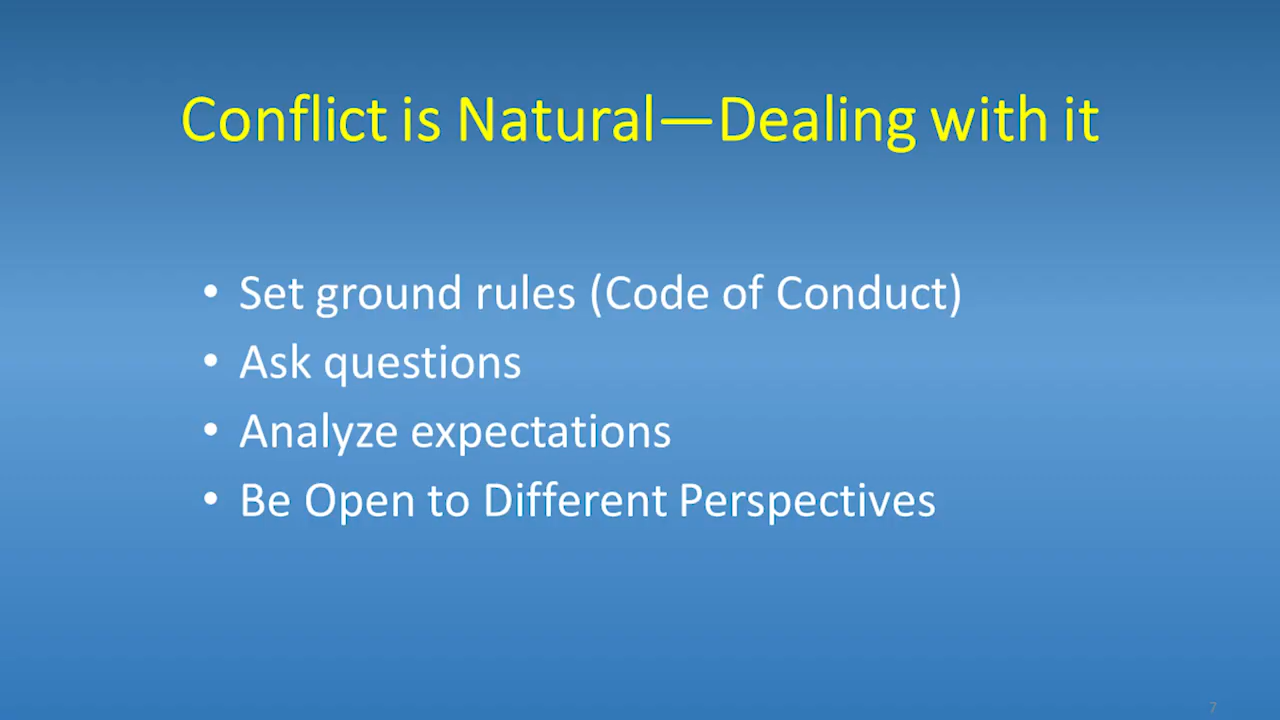 Conflict is Natural—Dealing with it
• Set ground rules (Code of Conduct)
• Ask questions
• Analyze expectations
• Be Open to Different Perspectives
7